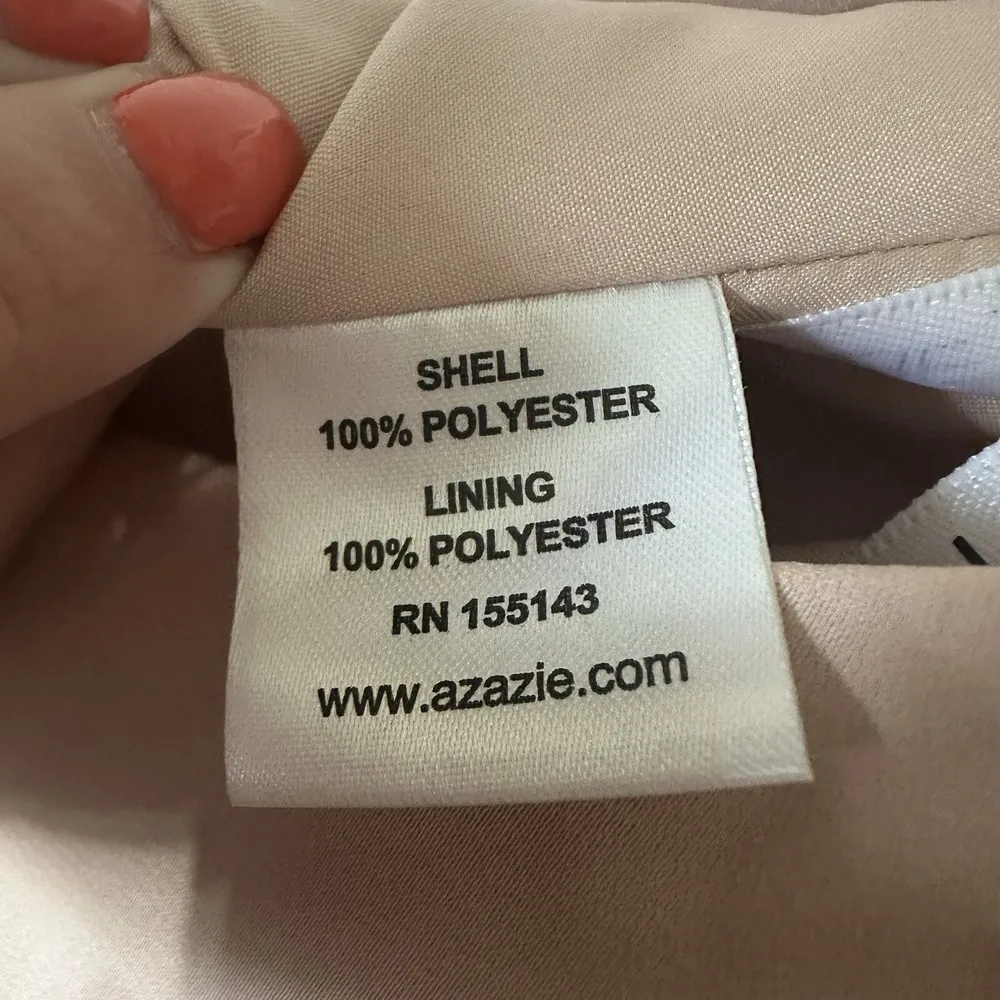 SHELL
100% POLYESTER
LINING
100% POLYESTER
RN 155143
www.azazie.com